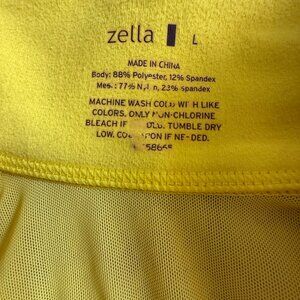 zella L
MADE IN CHINA
Body: 88% Polyester, 12% Spandex
77% 23% Spandex
MACHINE WASH COLD WITH LIKE
COLORS. ONLY NON-CHLORINE
BLEACH IF TUMBLE DRY
LOW. IF